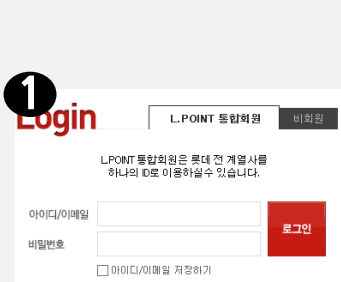 1
Login
L.POINT 통합회원 비회원
L.POINT 통합회원은 롯데 전 계열사를
하나의 ID로 이용하실수 있습니다.
아이디/이메일
로그인
비밀번호
아이디/이메일 저장하기